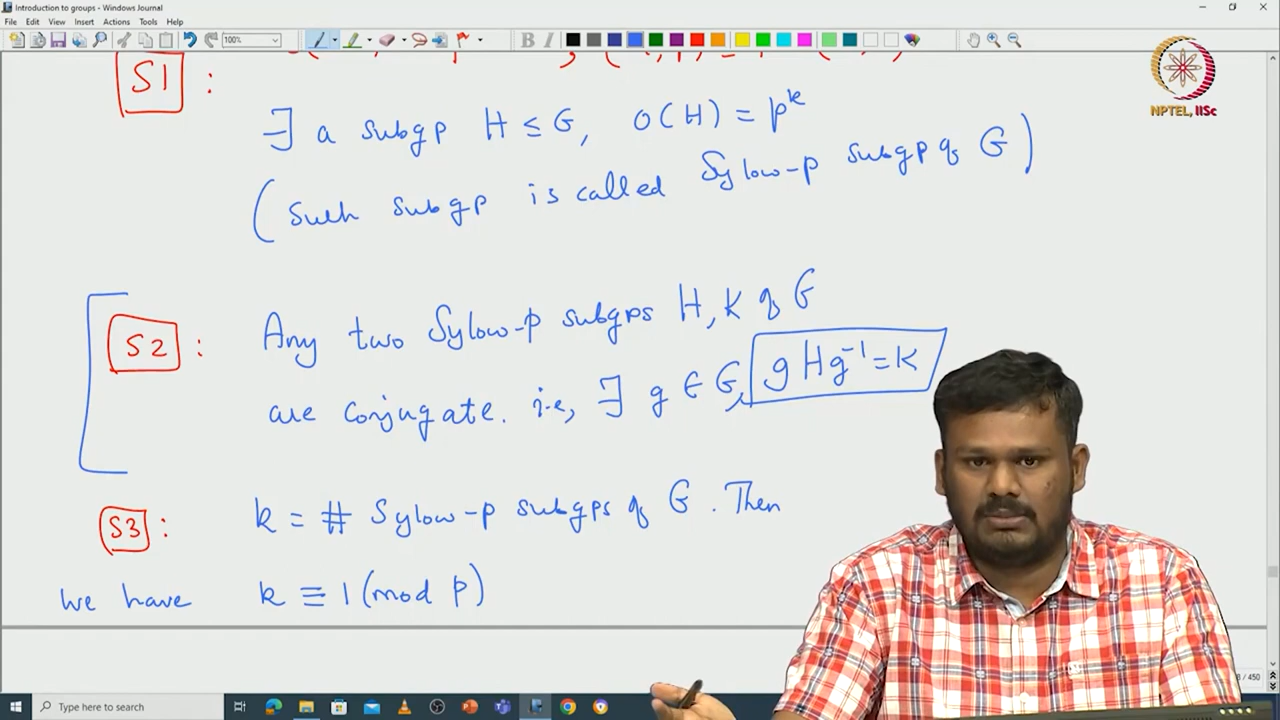 Introduction to groups - Windows Journal
File Edit View Insert Actions Tools Help
100%
B I
NPTEL, IISc
S1 :
∃ a subgp H ≤ G, O(H) = p^k
(such subgp is called Sylow-p subgp of G)
S2 : Any two Sylow-p subgps H, K of G
are conjugate. i.e, ∃ g ∈ G, gHg⁻¹ = K
S3 : k = # Sylow-p subgps of G. Then
we have k ≡ 1 (mod p)
/ 450
Type here to search